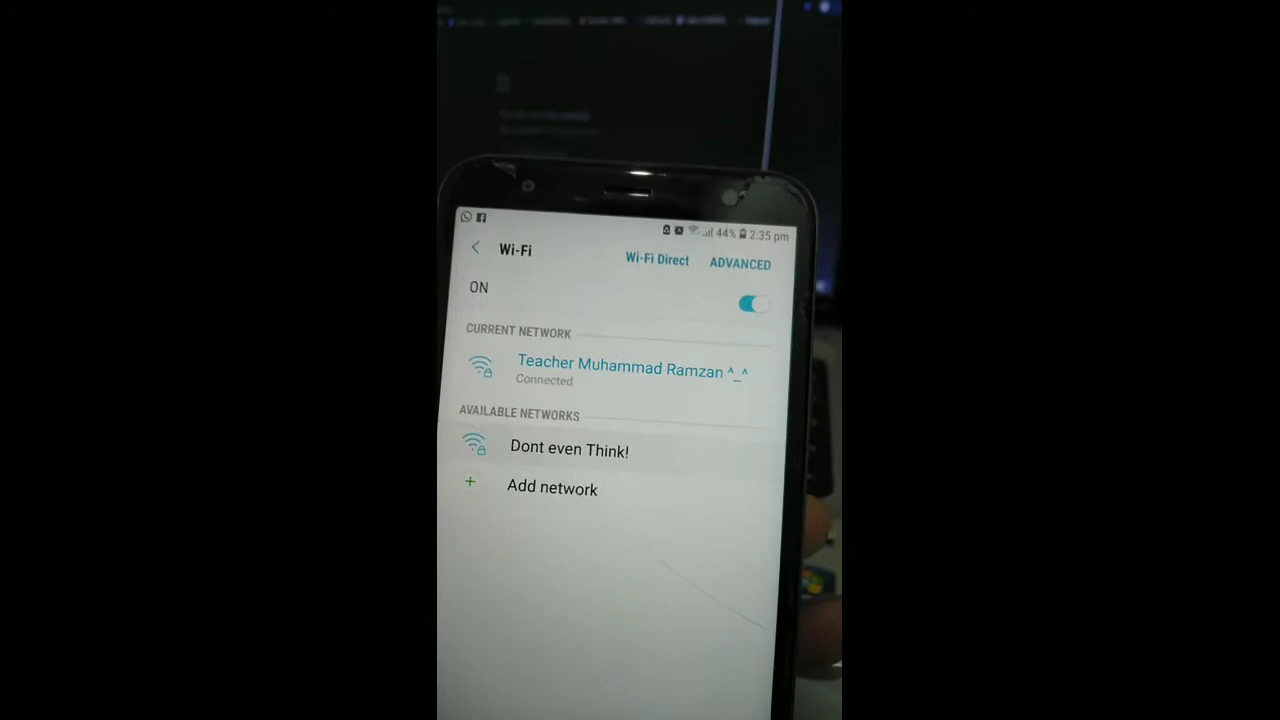 44% 2:35 pm
Wi-Fi Wi-Fi Direct ADVANCED
ON
CURRENT NETWORK
Teacher Muhammad Ramzan ^_^
Connected
AVAILABLE NETWORKS
Dont even Think!
Add network